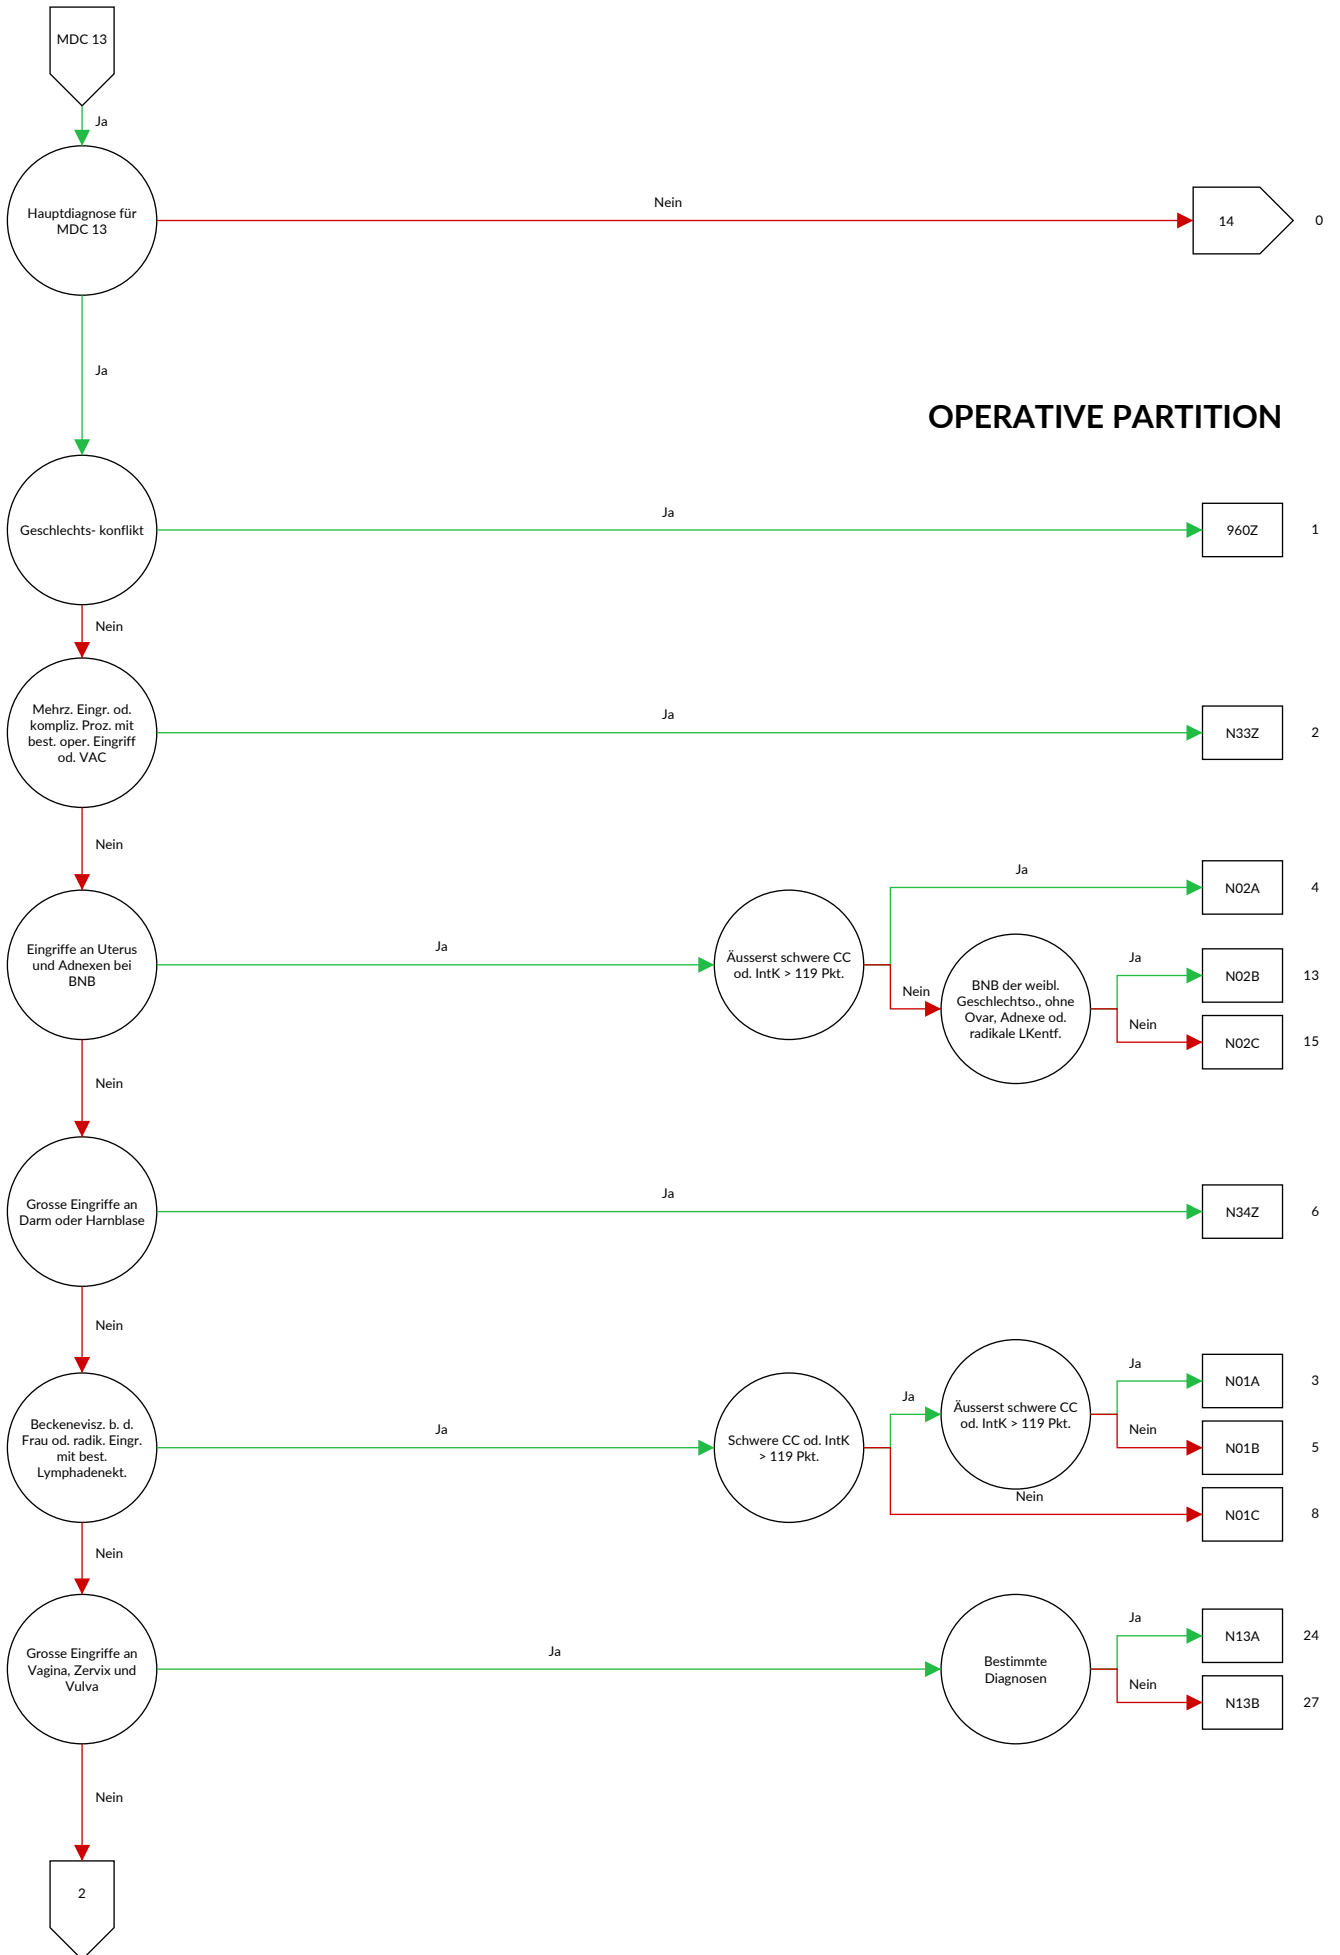 MDC 13
Ja
Hauptdiagnose für
MDC 13
Nein
14
0
Ja
OPERATIVE PARTITION
Geschlechts- konflikt
Ja
960Z
1
Nein
Mehrz. Eingr. od.
kompliz. Proz. mit
best. oper. Eingriff
od. VAC
Ja
N33Z
2
Nein
Eingriffe an Uterus
und Adnexen bei
BNB
Ja
Äusserst schwere CC
od. IntK > 119 Pkt.
Ja
N02A
4
Nein
BNB der weibl.
Geschlechtso., ohne
Ovar, Adnexe od.
radikale LKentf.
Ja
N02B
13
Nein
N02C
15
Nein
Grosse Eingriffe an
Darm oder Harnblase
Ja
N34Z
6
Nein
Beckenevisz. b. d.
Frau od. radik. Eingr.
mit best.
Lymphadenekt.
Ja
Schwere CC od. IntK
> 119 Pkt.
Ja
Äusserst schwere CC
od. IntK > 119 Pkt.
Ja
N01A
3
Nein
N01B
5
Nein
N01C
8
Nein
Grosse Eingriffe an
Vagina, Zervix und
Vulva
Ja
Bestimmte
Diagnosen
Ja
N13A
24
Nein
N13B
27
Nein
2